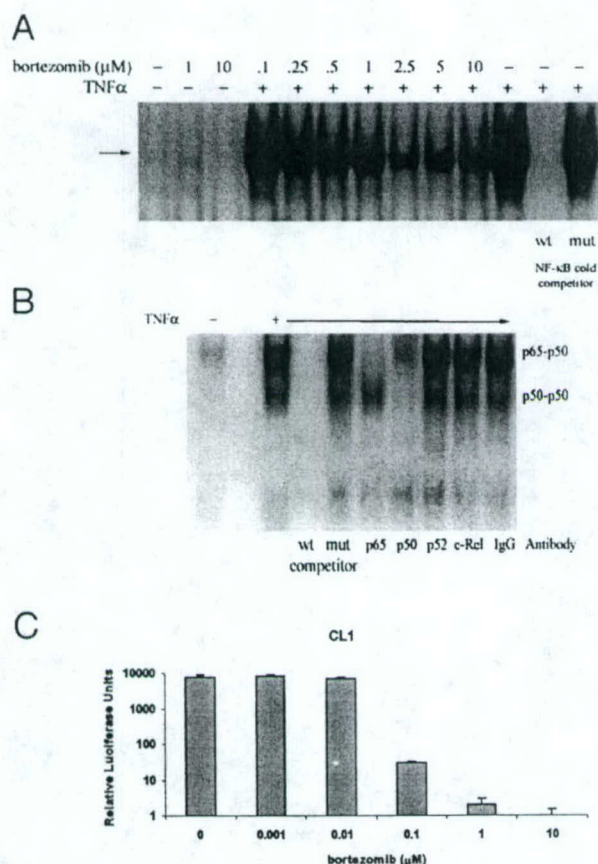 A
bortezomib (μM) – 1 10 .1 .25 .5 1 2.5 5 10 – – –
TNFα – – – + + + + + + + + + +
wt mut
NF-κB cold
competitor
B
TNFα – +
p65-p50
p50-p50
wt mut p65 p50 p52 c-Rel IgG Antibody
competitor
C
CL1
Relative Luciferase Units
10000
1000
100
10
1
0 0.001 0.01 0.1 1 10
bortezomib (μM)